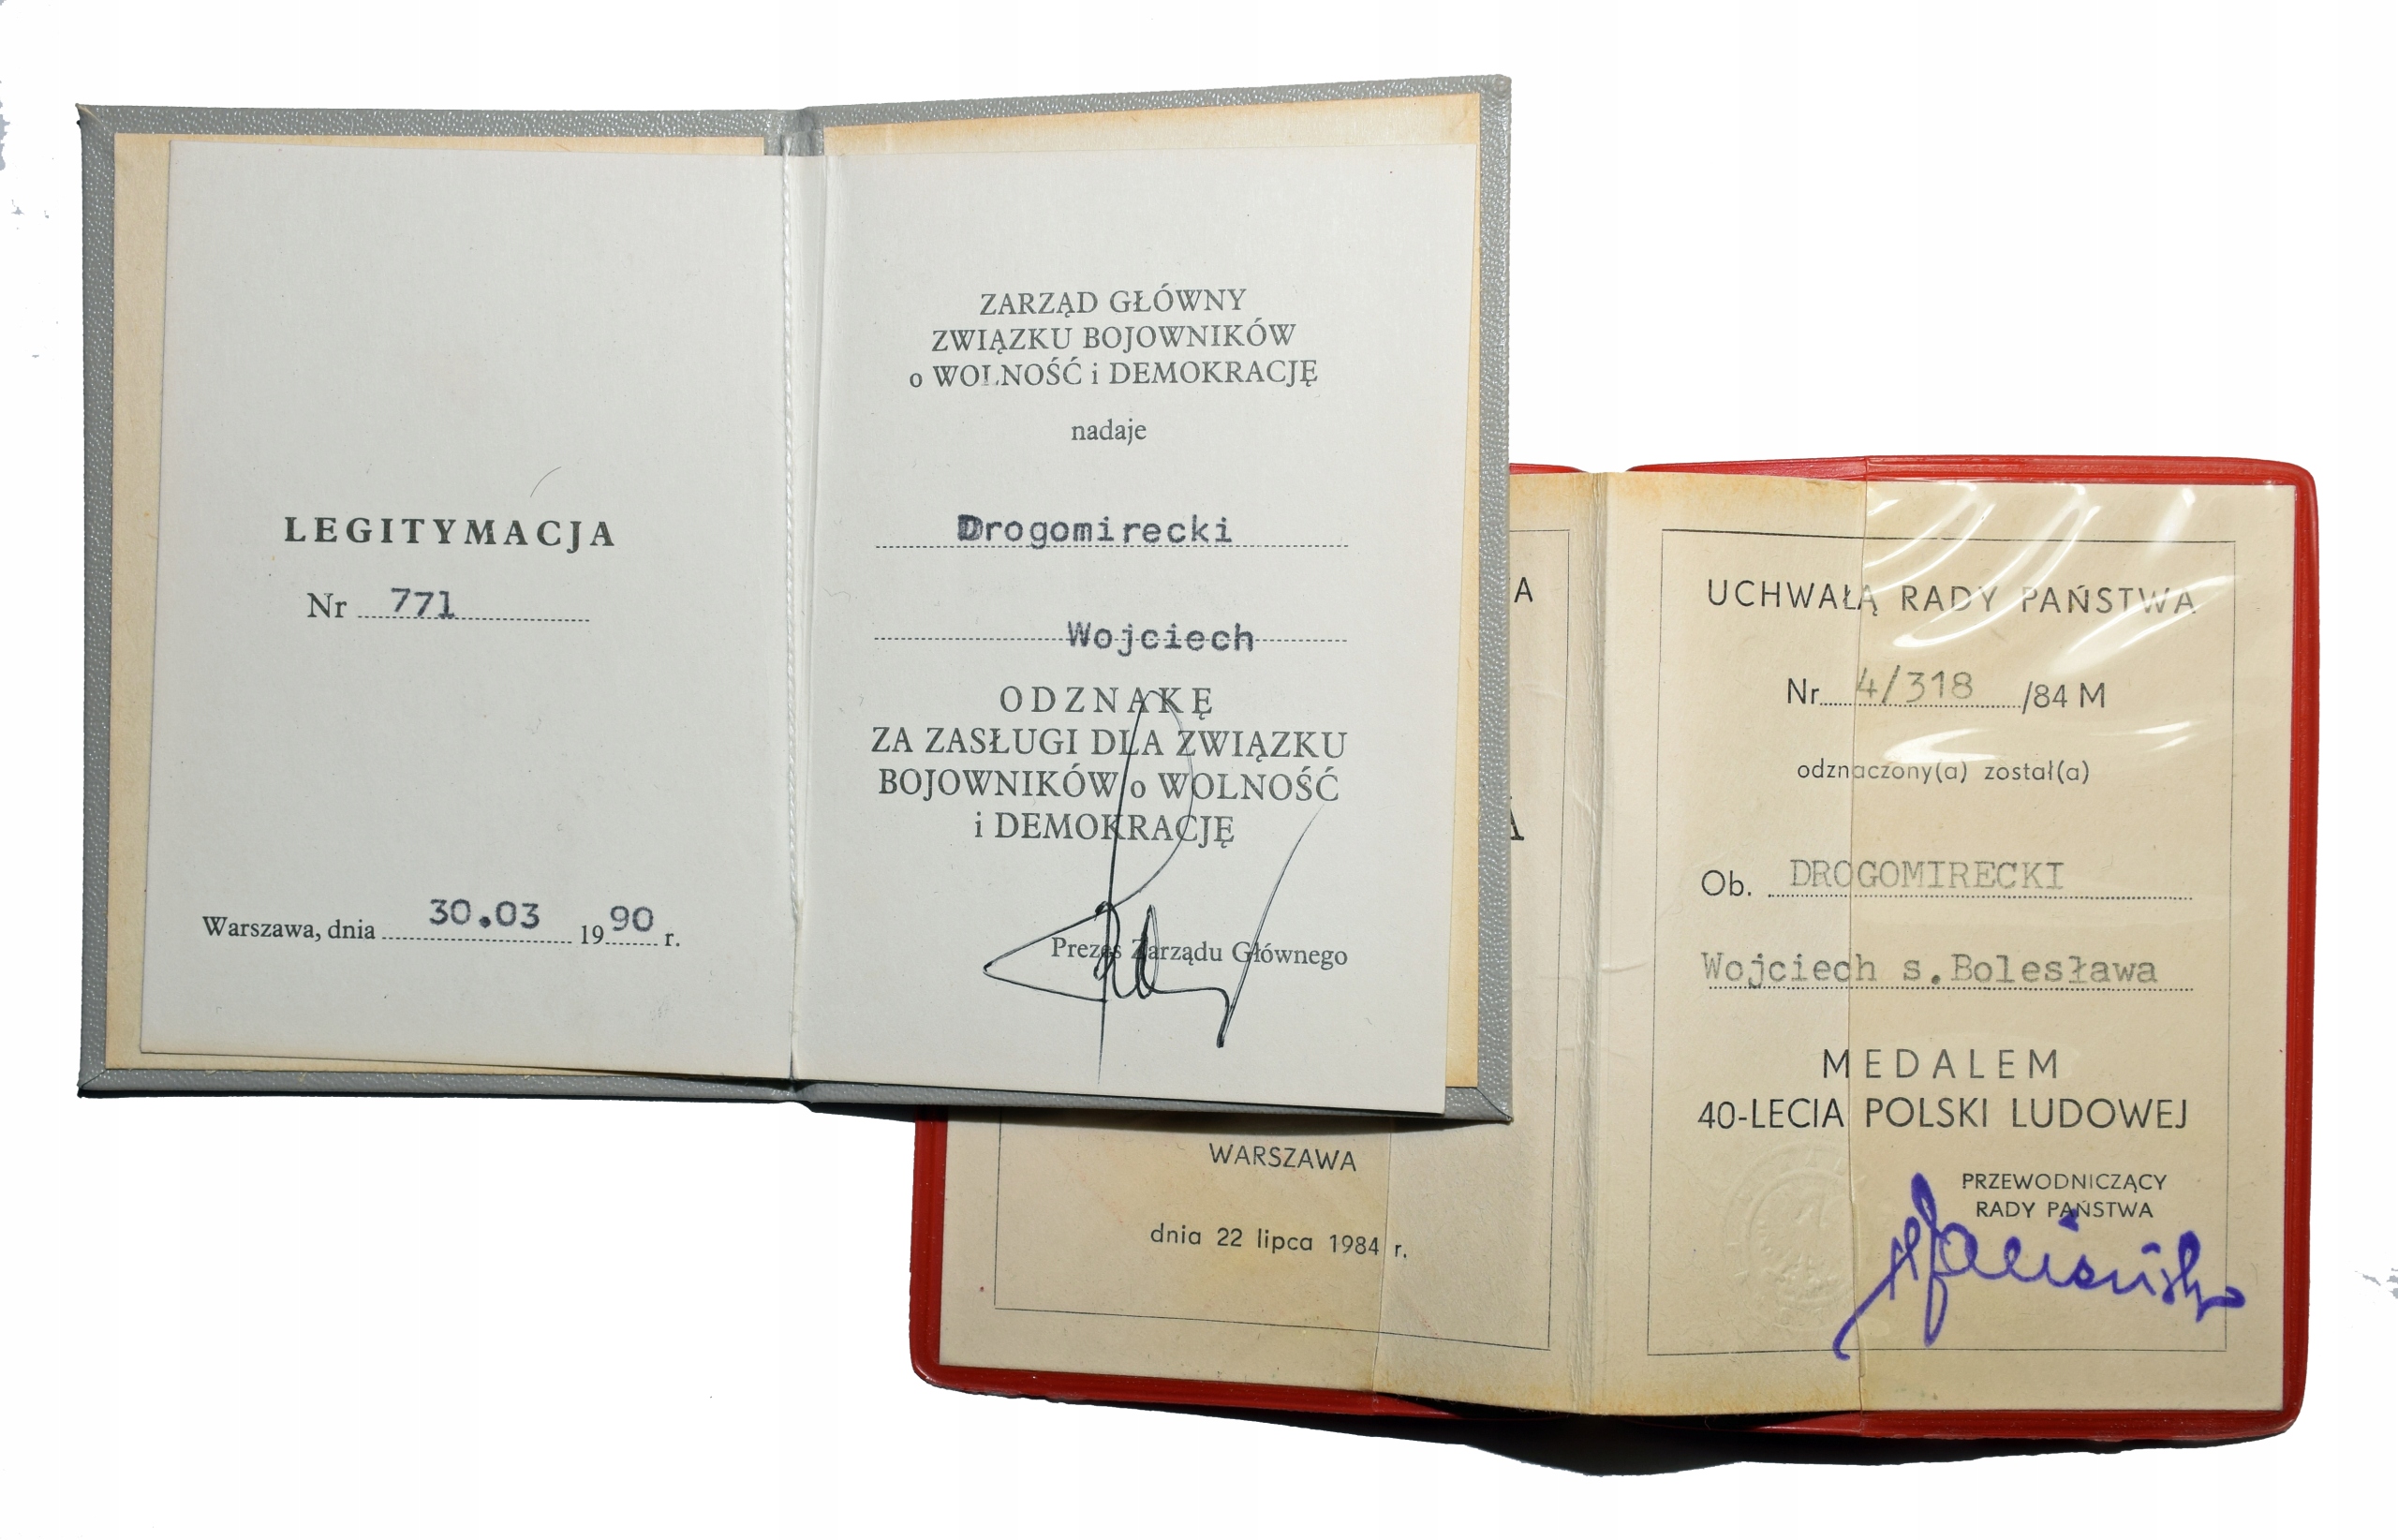 LEGITYMACJA
Nr 771
Warszawa, dnia 30.03 1990 r.
ZARZĄD GŁÓWNY
ZWIĄZKU BOJOWNIKÓW
o WOLNOŚĆ i DEMOKRACJĘ
nadaje
Drogomirecki
Wojciech
ODZNAKĘ
ZA ZASŁUGI DLA ZWIĄZKU
BOJOWNIKÓW o WOLNOŚĆ
i DEMOKRACJĘ
Prezes Zarządu Głównego
A
A
WARSZAWA
dnia 22 lipca 1984 r.
UCHWAŁĄ RADY PAŃSTWA
Nr 4/318 /84 M
odznaczony(a) został(a)
Ob. DROGOMIRECKI
Wojciech s.Bolesława
MEDALEM
40-LECIA POLSKI LUDOWEJ
PRZEWODNICZĄCY
RADY PAŃSTWA